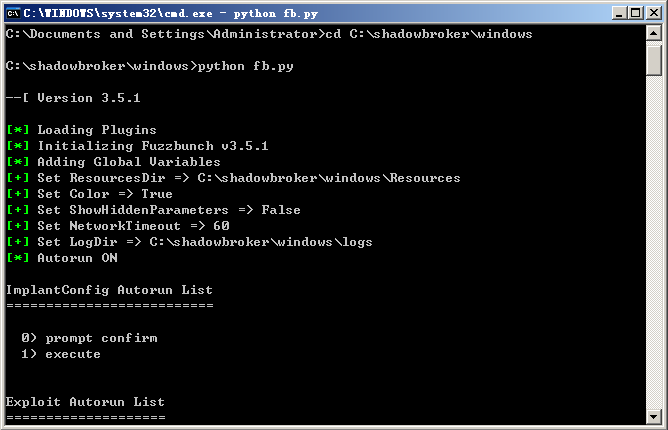 C:\WINDOWS\system32\cmd.exe - python fb.py
C:\Documents and Settings\Administrator>cd C:\shadowbroker\windows
C:\shadowbroker\windows>python fb.py
--[ Version 3.5.1
[*] Loading Plugins
[*] Initializing Fuzzbunch v3.5.1
[*] Adding Global Variables
[+] Set ResourcesDir => C:\shadowbroker\windows\Resources
[+] Set Color => True
[+] Set ShowHiddenParameters => False
[+] Set NetworkTimeout => 60
[+] Set LogDir => C:\shadowbroker\windows\logs
[*] Autorun ON
ImplantConfig Autorun List
==========================
0) prompt confirm
1) execute
Exploit Autorun List
====================